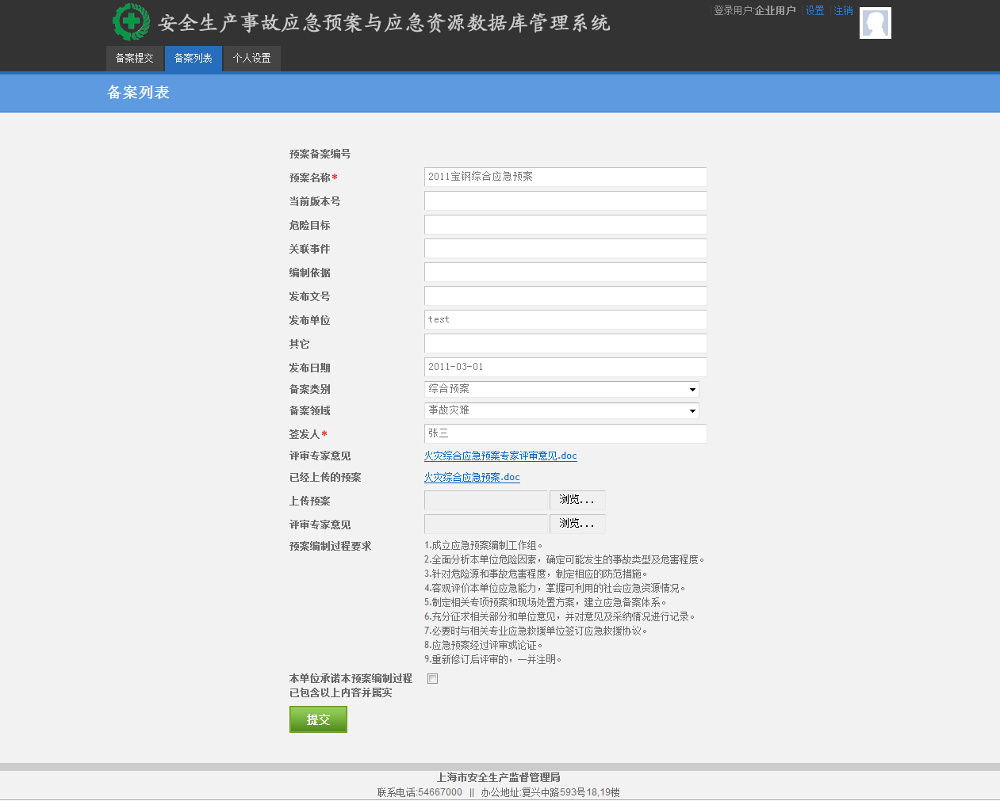 安全生产事故应急预案与应急资源数据库管理系统
登录用户:企业用户 | 设置 | 注销
备案提交 备案列表 个人设置
备案列表
预案备案编号
预案名称* 2011宝钢综合应急预案
当前版本号
危险目标
关联事件
编制依据
发布文号
发布单位 test
其它
发布日期 2011-03-01
备案类别 综合预案
备案领域 事故灾难
签发人* 张三
评审专家意见 火灾综合应急预案专家评审意见.doc
已经上传的预案 火灾综合应急预案.doc
上传预案 浏览...
评审专家意见 浏览...
预案编制过程要求 1.成立应急预案编制工作组。
2.全面分析本单位危险因素，确定可能发生的事故类型及危害程度。
3.针对危险源和事故危害程度，制定相应的防范措施。
4.客观评价本单位应急能力，掌握可利用的社会应急资源情况。
5.制定相关专项预案和现场处置方案，建立应急备案体系。
6.充分征求相关部分和单位意见，并对意见及采纳情况进行记录。
7.必要时与相关专业应急救援单位签订应急救援协议。
8.应急预案经过评审或论证。
9.重新修订后评审的，一并注明。
本单位承诺本预案编制过程
已包含以上内容并属实
提交
上海市安全生产监督管理局
联系电话:54667000 || 办公地址:复兴中路593号18,19楼